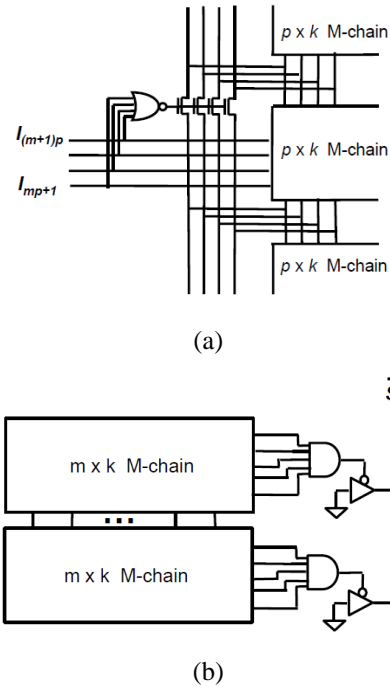 p x k M-chain
I(m+1)p
p x k M-chain
Imp+1
p x k M-chain
(a)
m x k M-chain
...
m x k M-chain
(b)